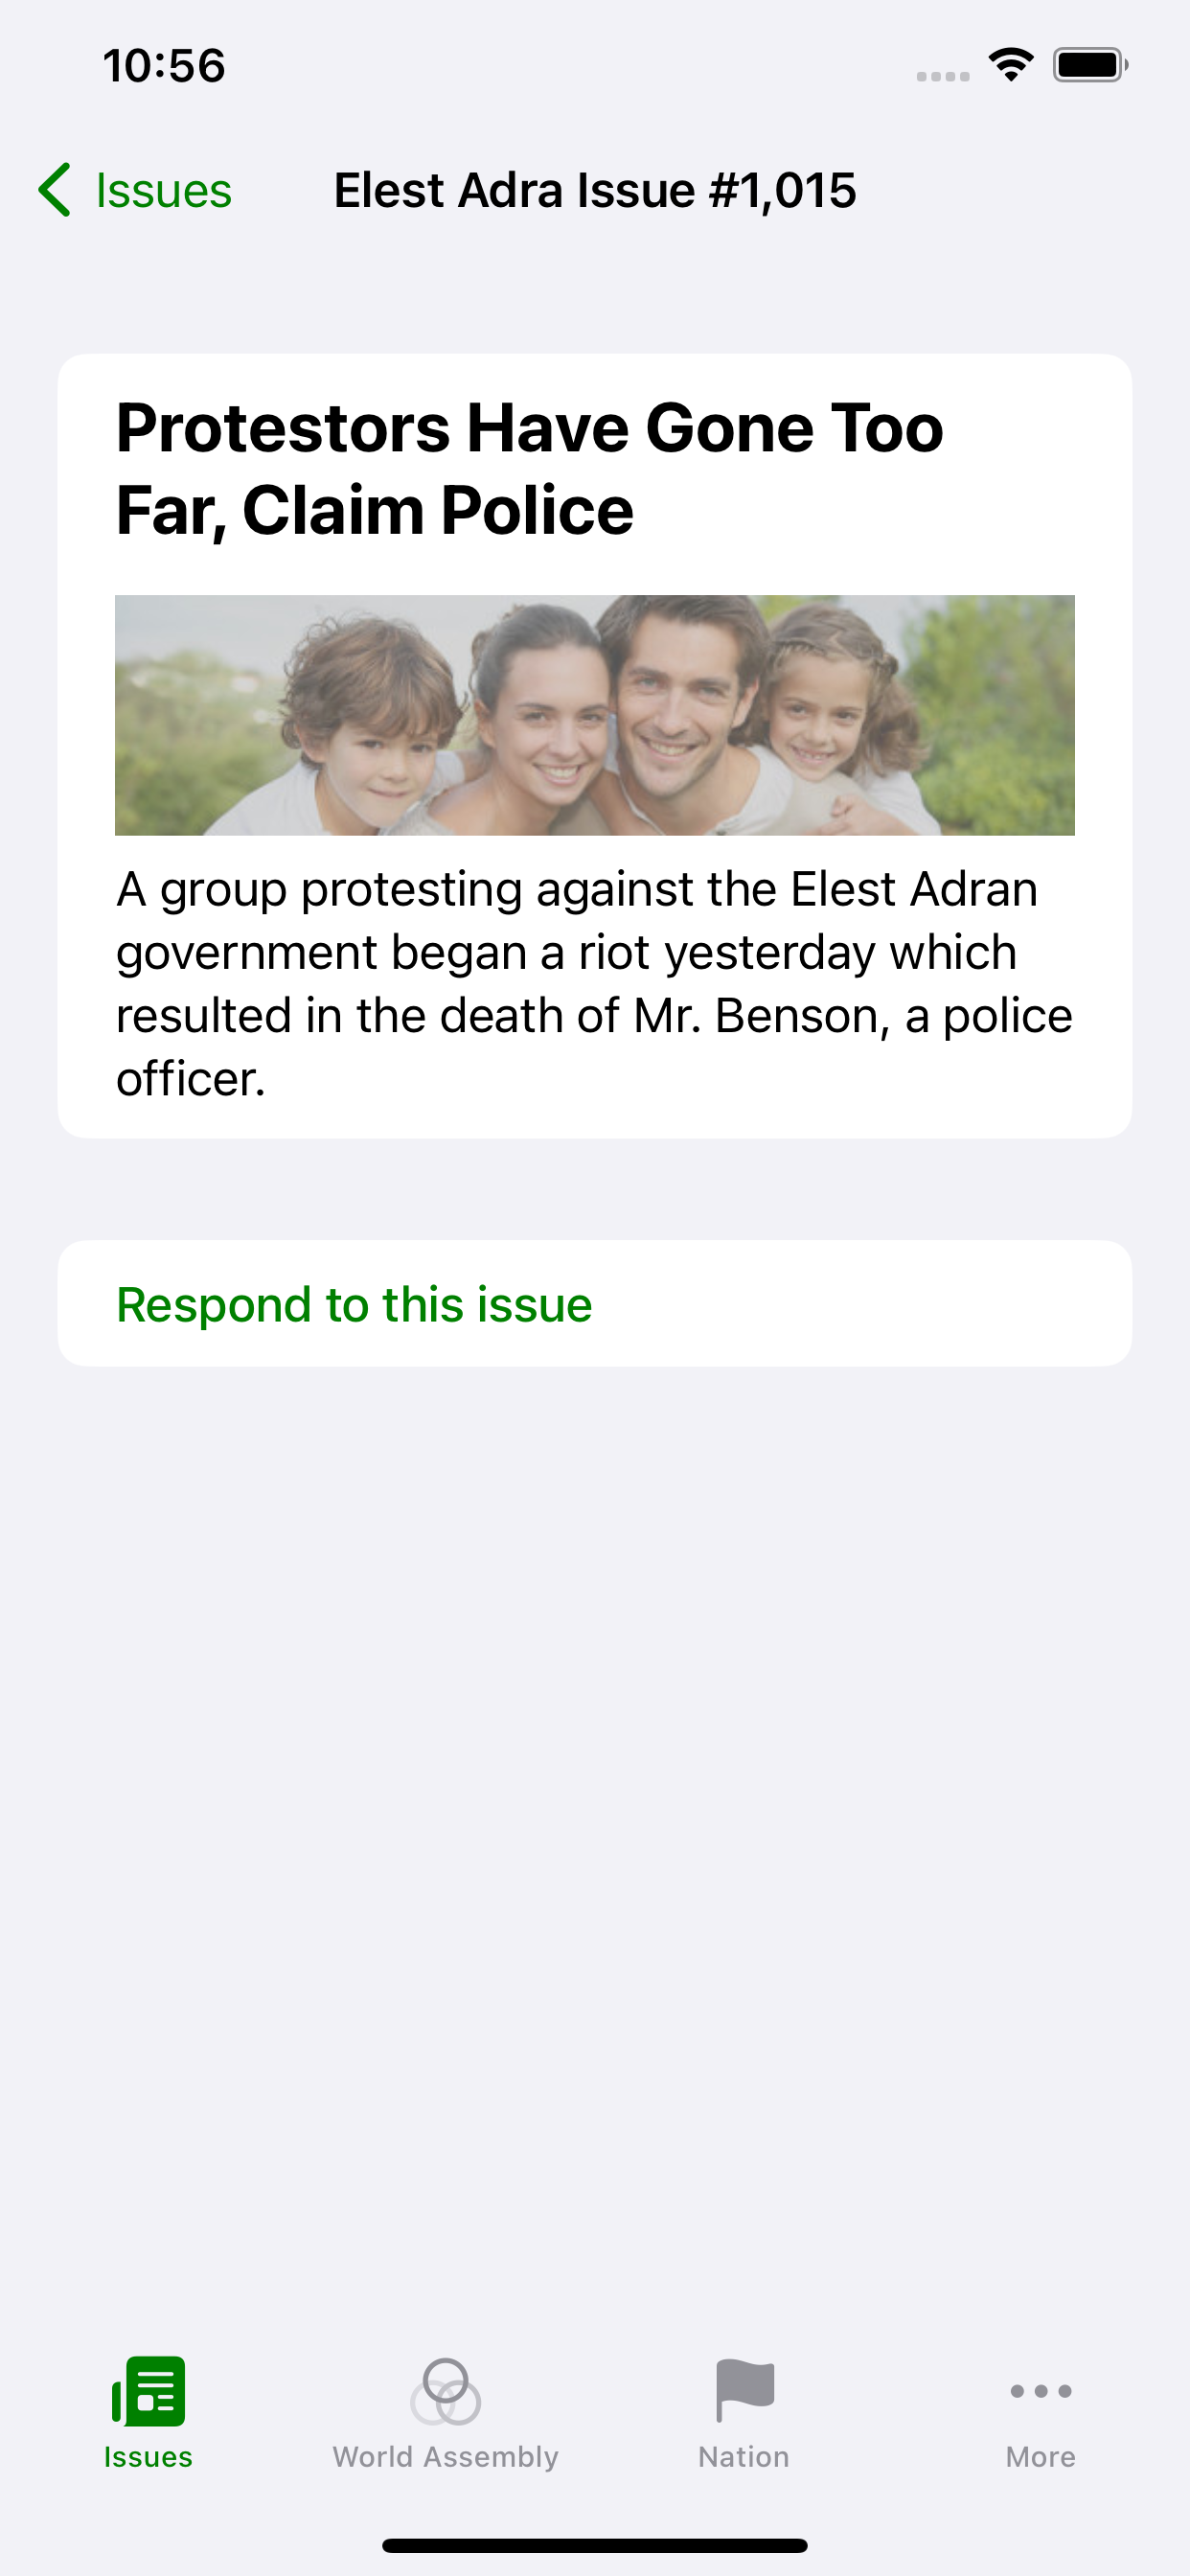 10:56
Issues
Elest Adra Issue #1,015
Protestors Have Gone Too
Far, Claim Police
A group protesting against the Elest Adran
government began a riot yesterday which
resulted in the death of Mr. Benson, a police
officer.
Respond to this issue
Issues
World Assembly
Nation
More